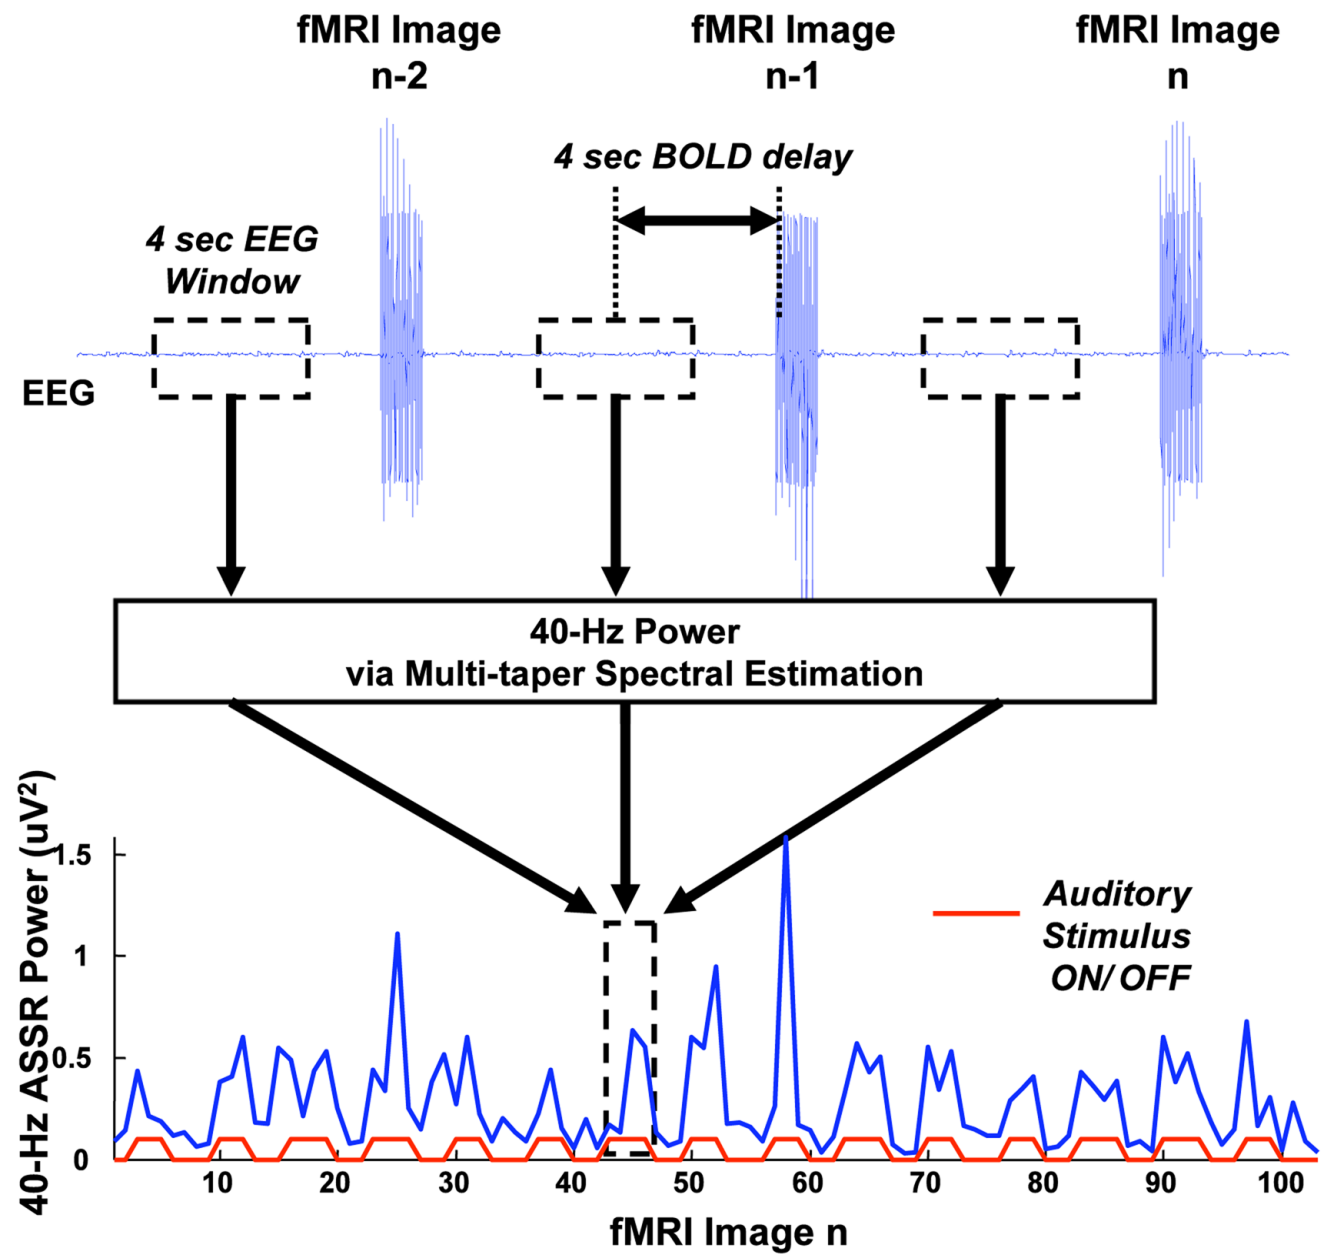 fMRI Image
n-2
fMRI Image
n-1
fMRI Image
n
4 sec BOLD delay
4 sec EEG
Window
EEG
40-Hz Power
via Multi-taper Spectral Estimation
40-Hz ASSR Power (uV²)
1.5
1
0.5
0
Auditory
Stimulus
ON/ OFF
10 20 30 40 50 60 70 80 90 100
fMRI Image n